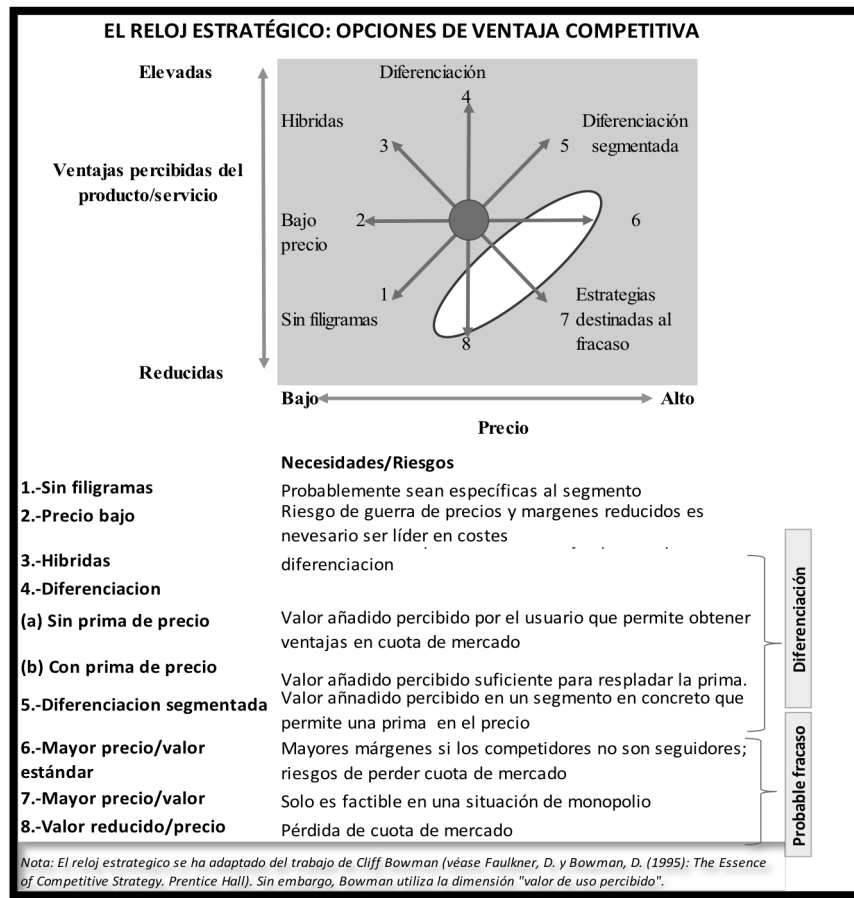 EL RELOJ ESTRATÉGICO: OPCIONES DE VENTAJA COMPETITIVA
Elevadas
Diferenciación
4
Hibridas
3
5
Diferenciación
segmentada
Ventajas percibidas del
producto/servicio
Bajo
precio
2
6
1
Sin filigramas
Estrategias
7 destinadas al
fracaso
8
Reducidas
Bajo
Alto
Precio
Necesidades/Riesgos
1.-Sin filigramas
Probablemente sean específicas al segmento
2.-Precio bajo
Riesgo de guerra de precios y margenes reducidos es
nevesario ser líder en costes
3.-Hibridas
diferenciacion
4.-Diferenciacion
(a) Sin prima de precio
Valor añadido percibido por el usuario que permite obtener
ventajas en cuota de mercado
(b) Con prima de precio
Valor añadido percibido suficiente para respladar la prima.
5.-Diferenciacion segmentada
Valor añnadido percibido en un segmento en concreto que
permite una prima en el precio
Diferenciación
6.-Mayor precio/valor
estándar
Mayores márgenes si los competidores no son seguidores;
riesgos de perder cuota de mercado
7.-Mayor precio/valor
Solo es factible en una situación de monopolio
8.-Valor reducido/precio
Pérdida de cuota de mercado
Probable fracaso
Nota: El reloj estrategico se ha adaptado del trabajo de Cliff Bowman (véase Faulkner, D. y Bowman, D. (1995): The Essence
of Competitive Strategy. Prentice Hall). Sin embargo, Bowman utiliza la dimensión "valor de uso percibido".